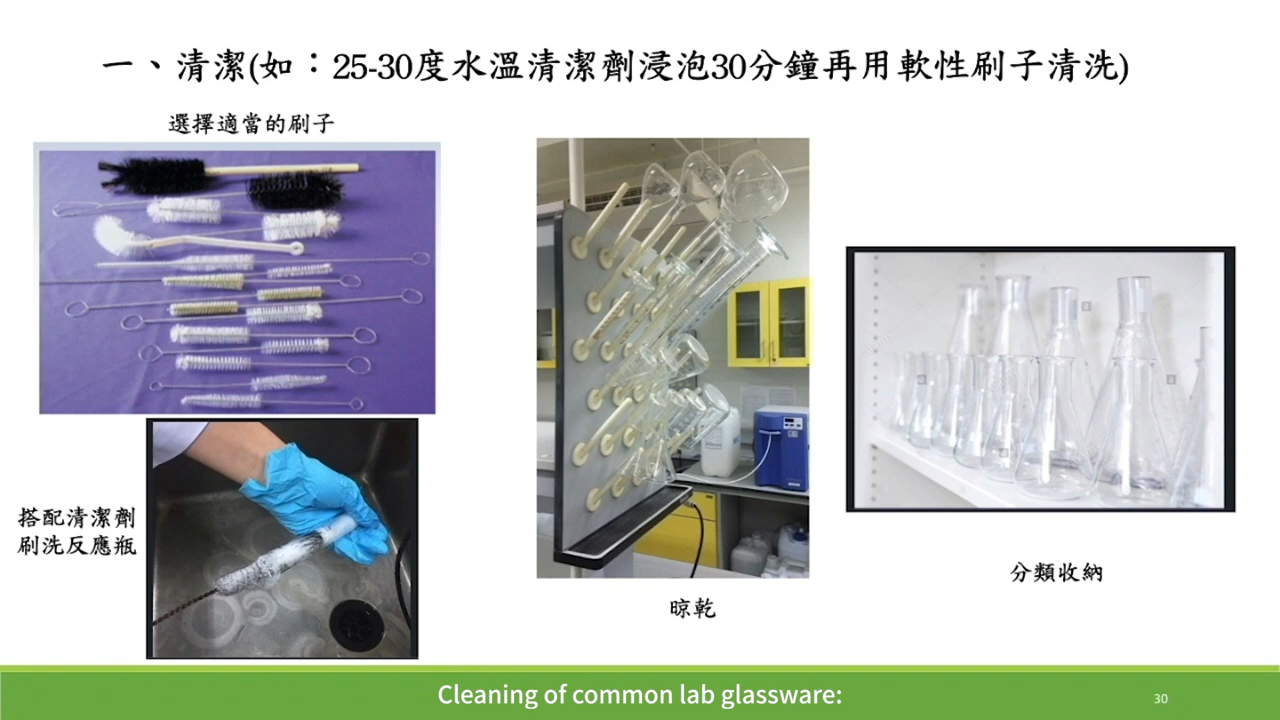 一、清潔(如：25-30度水溫清潔劑浸泡30分鐘再用軟性刷子清洗)
選擇適當的刷子
搭配清潔劑
刷洗反應瓶
晾乾
分類收納
Cleaning of common lab glassware:
30